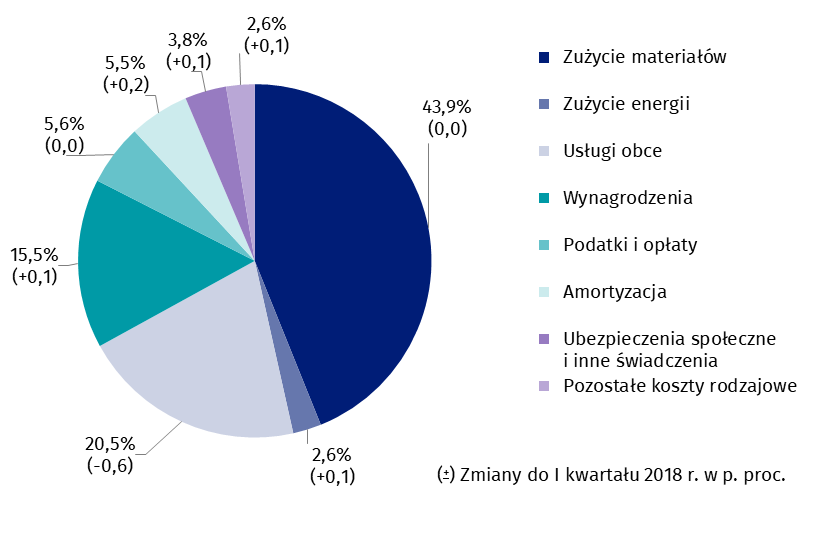 2,6%
(+0,1)
3,8%
(+0,1)
5,5%
(+0,2)
5,6%
(0,0)
15,5%
(+0,1)
20,5%
(-0,6)
2,6%
(+0,1)
43,9%
(0,0)
Zużycie materiałów
Zużycie energii
Usługi obce
Wynagrodzenia
Podatki i opłaty
Amortyzacja
Ubezpieczenia społeczne
i inne świadczenia
Pozostałe koszty rodzajowe
(±) Zmiany do I kwartału 2018 r. w p. proc.